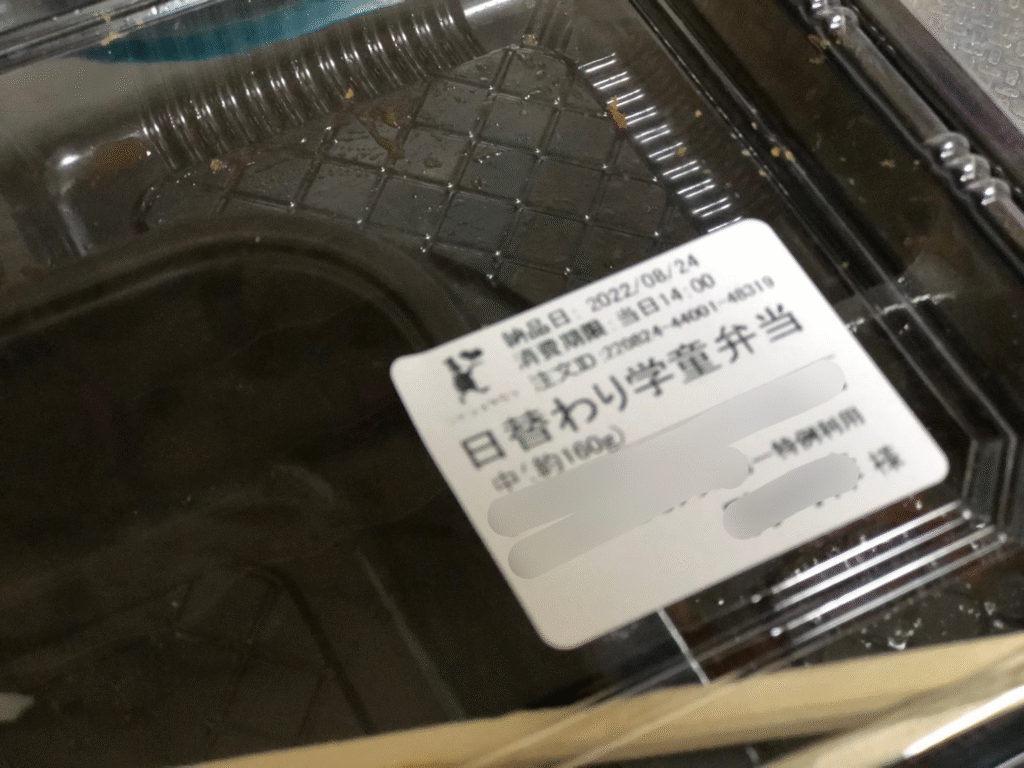 納品日: 2022/08/24
消費期限:当日14:00
注文ID:220824-44001-48319
日替わり学童弁当
中(約160g)
ー特例利用
様